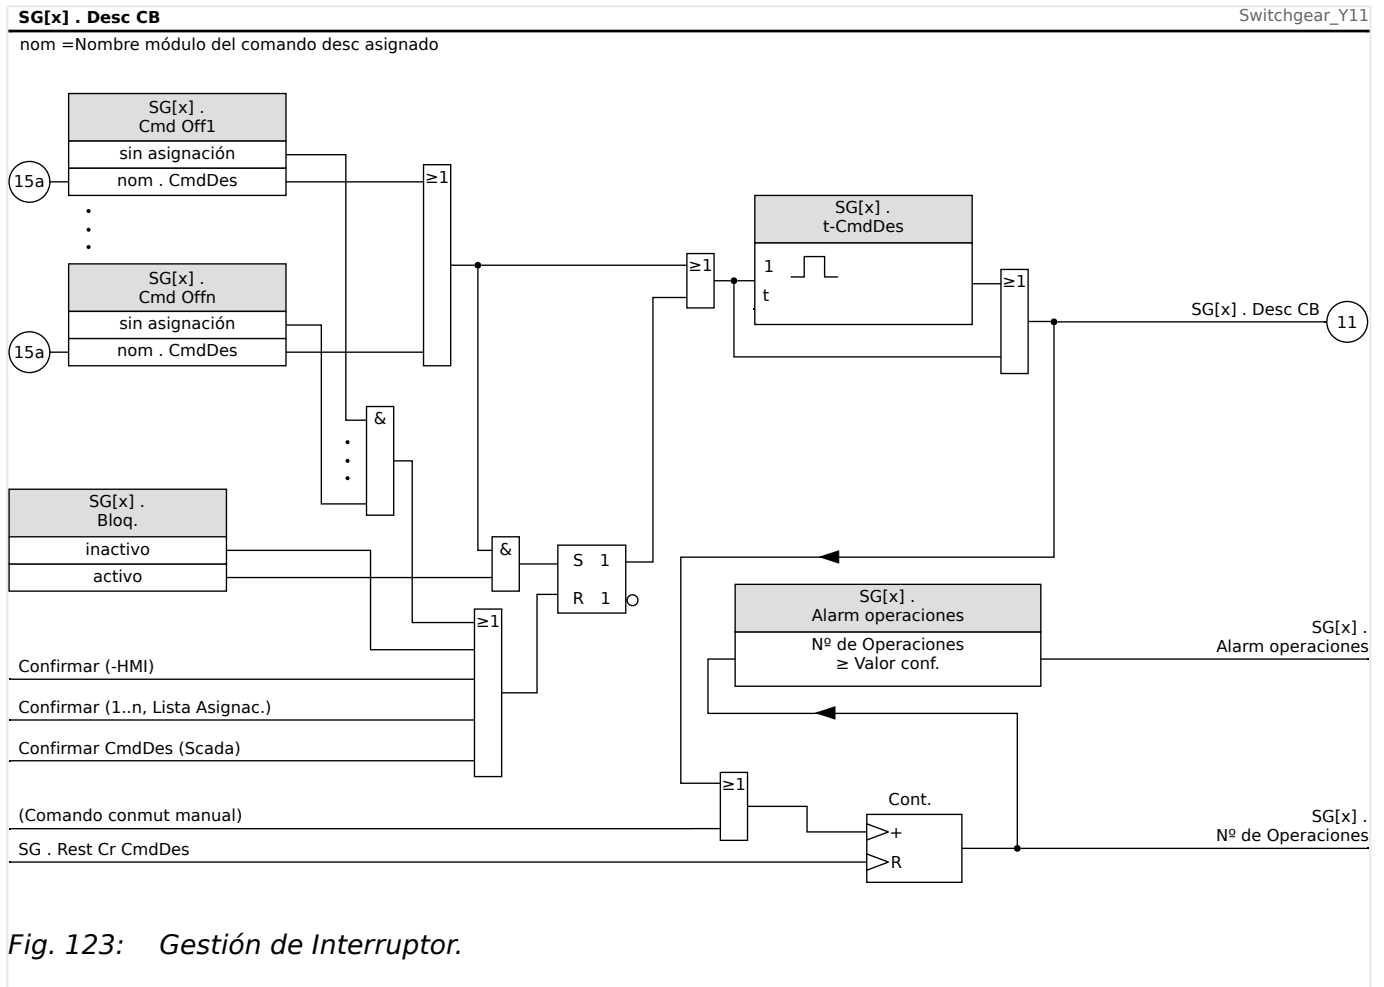 SG[x] . Desc CB
Switchgear_Y11
nom =Nombre módulo del comando desc asignado
SG[x] .
Cmd Off1
sin asignación
15a
nom . CmdDes
≥1
SG[x] .
t-CmdDes
1
t
SG[x] .
Cmd Offn
sin asignación
15a
nom . CmdDes
≥1
≥1
SG[x] . Desc CB
11
&
SG[x] .
Bloq.
inactivo
activo
&
S 1
R 1
≥1
SG[x] .
Alarm operaciones
Nº de Operaciones
≥ Valor conf.
SG[x] .
Alarm operaciones
Confirmar (-HMI)
Confirmar (1..n, Lista Asignac.)
Confirmar CmdDes (Scada)
≥1
(Comando conmut manual)
Cont.
+
R
SG[x] .
Nº de Operaciones
SG . Rest Cr CmdDes
Fig. 123: Gestión de Interruptor.